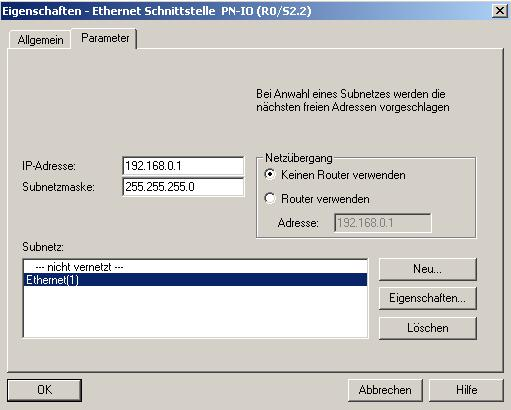 Eigenschaften - Ethernet Schnittstelle PN-IO (R0/S2.2)
Allgemein
Parameter
Bei Anwahl eines Subnetzes werden die
nächsten freien Adressen vorgeschlagen
IP-Adresse: 192.168.0.1
Subnetzmaske: 255.255.255.0
Netzübergang
Keinen Router verwenden
Router verwenden
Adresse: 192.168.0.1
Subnetz:
--- nicht vernetzt ---
Ethernet(1)
Neu...
Eigenschaften...
Löschen
OK
Abbrechen
Hilfe